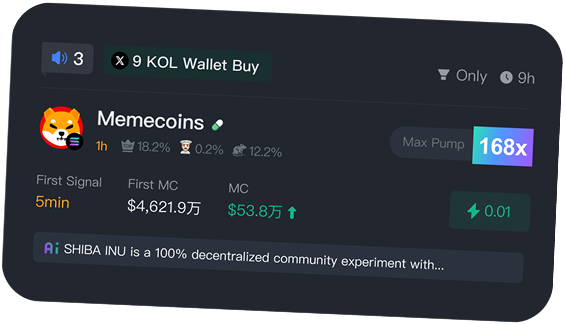 3
9 KOL Wallet Buy
Only 9h
Memecoins
1h 18.2% 0.2% 12.2%
Max Pump 168x
First Signal First MC MC
5min $4,621.9万 $53.8万
0.01
Ai SHIBA INU is a 100% decentralized community experiment with...